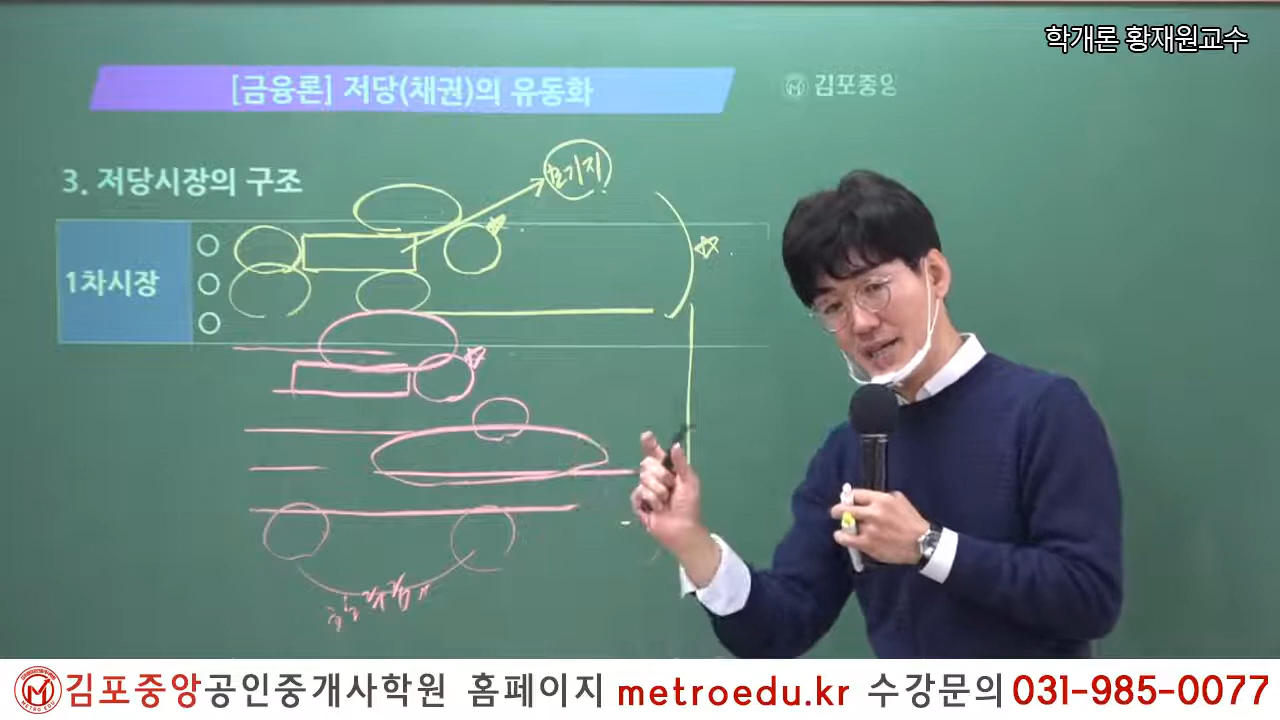 학개론 황재원교수
[금융론] 저당(채권)의 유동화
김포중앙
3. 저당시장의 구조
모기지!
1차시장
김포중앙공인중개사학원 홈페이지 metroedu.kr 수강문의 031-985-0077